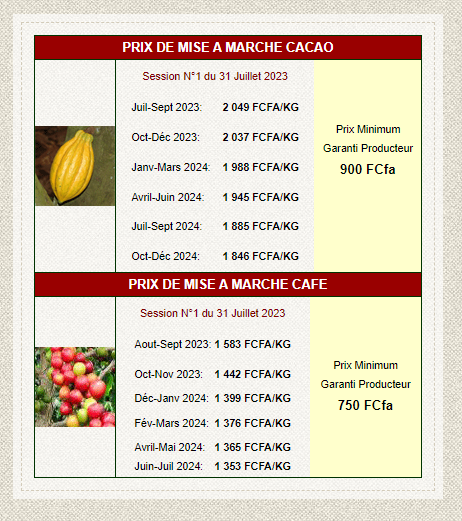 PRIX DE MISE A MARCHE CACAO
Session N°1 du 31 Juillet 2023
Juil-Sept 2023: 2 049 FCFA/KG
Oct-Déc 2023: 2 037 FCFA/KG
Janv-Mars 2024: 1 988 FCFA/KG
Avril-Juin 2024: 1 945 FCFA/KG
Juil-Sept 2024: 1 885 FCFA/KG
Oct-Déc 2024: 1 846 FCFA/KG
Prix Minimum
Garanti Producteur
900 FCfa
PRIX DE MISE A MARCHE CAFE
Session N°1 du 31 Juillet 2023
Aout-Sept 2023: 1 583 FCFA/KG
Oct-Nov 2023: 1 442 FCFA/KG
Déc-Janv 2024: 1 399 FCFA/KG
Fév-Mars 2024: 1 376 FCFA/KG
Avril-Mai 2024: 1 365 FCFA/KG
Juin-Juil 2024: 1 353 FCFA/KG
Prix Minimum
Garanti Producteur
750 FCfa